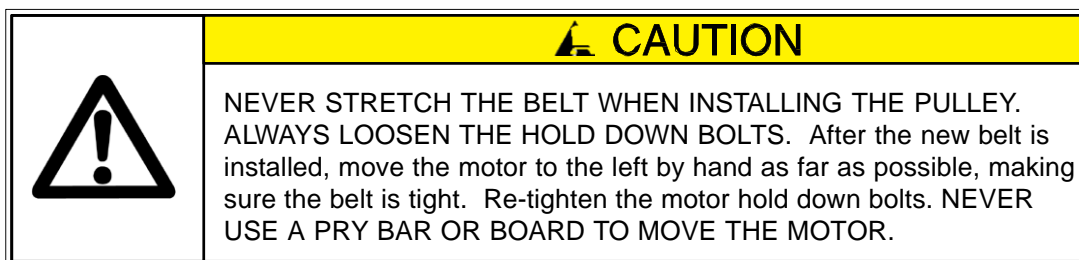 CAUTION
NEVER STRETCH THE BELT WHEN INSTALLING THE PULLEY.
ALWAYS LOOSEN THE HOLD DOWN BOLTS.  After the new belt is
installed, move the motor to the left by hand as far as possible, making
sure the belt is tight.  Re-tighten the motor hold down bolts. NEVER
USE A PRY BAR OR BOARD TO MOVE THE MOTOR.